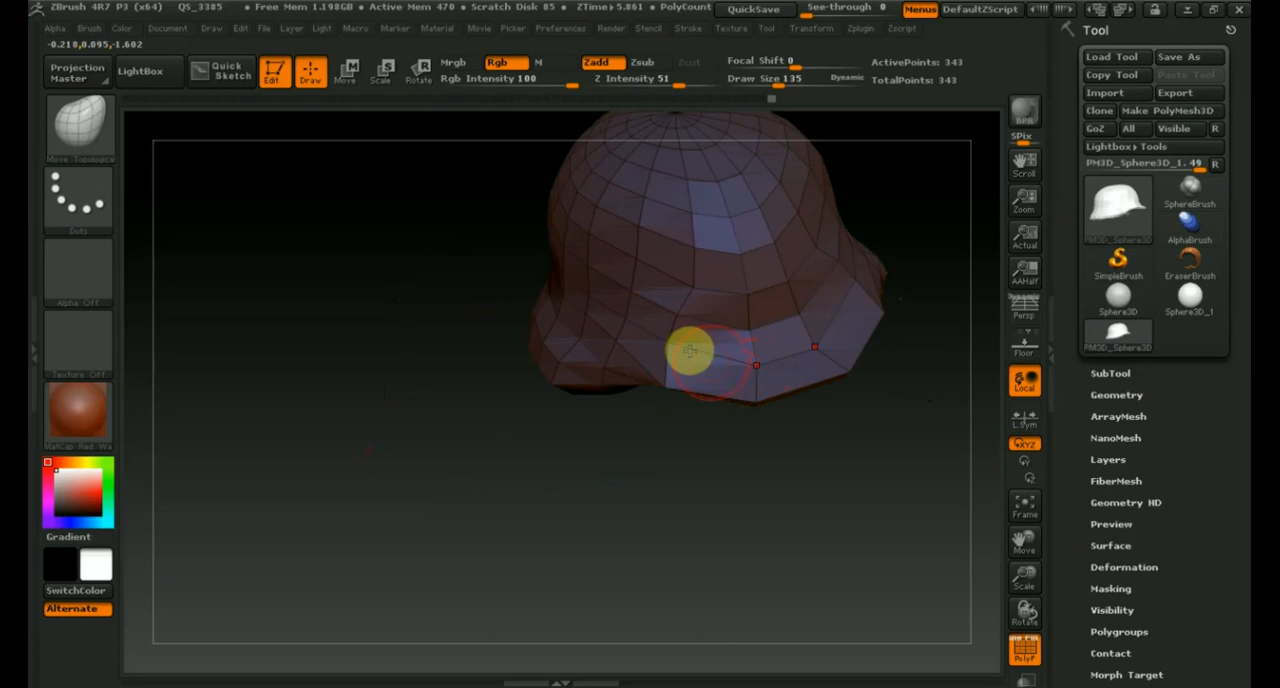 ZBrush 4R7 P3 (x64) QS_3385 • Free Mem 1.198GB • Active Mem 470 • Scratch Disk 85 • ZTime▸5.861 • PolyCount QuickSave See-through 0 Menus DefaultZScript
Alpha Brush Color Document Draw Edit File Layer Light Macro Marker Material Movie Picker Preferences Render Stencil Stroke Texture Tool Transform Zplugin Zscript
-0.218,0.095,-1.602
Projection Master
LightBox
Quick Sketch
Edit
Draw
Move
Scale
Rotate
Mrgb Rgb M
Rgb Intensity 100
Zadd Zsub Zcut
Z Intensity 51
Focal Shift 0
Draw Size 135 Dynamic
ActivePoints: 343
TotalPoints: 343
Move Topological
Dots
Alpha Off
Texture Off
MatCap Red Wa
Gradient
SwitchColor
Alternate
BPR
SPix
Scroll
Zoom
Actual
AAHalf
Dynamic
Persp
Floor
Local
L.Sym
XYZ
Frame
Move
Scale
Rotate
PolyF
Tool
Load Tool Save As
Copy Tool Paste Tool
Import Export
Clone Make PolyMesh3D
GoZ All Visible R
Lightbox▸Tools
PM3D_Sphere3D_1. 49 R
PM3D_Sphere3D
SphereBrush
AlphaBrush
SimpleBrush EraserBrush
Sphere3D Sphere3D_1
PM3D_Sphere3D
SubTool
Geometry
ArrayMesh
NanoMesh
Layers
FiberMesh
Geometry HD
Preview
Surface
Deformation
Masking
Visibility
Polygroups
Contact
Morph Target